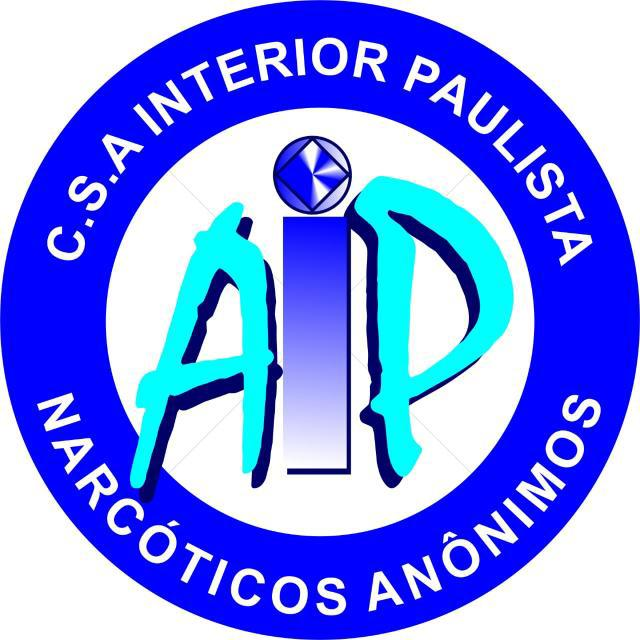 C.S.A INTERIOR PAULISTA
AiP
NARCÓTICOS ANÔNIMOS